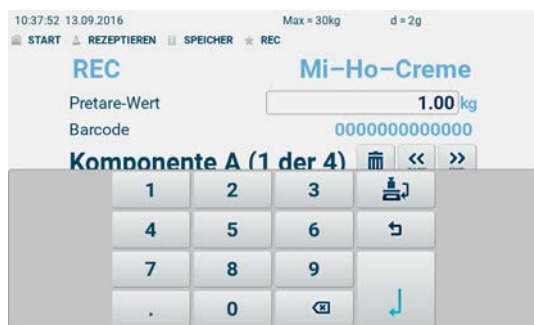 10:37:52 13.09.2016 Max = 30kg d = 2g
START REZEPTIEREN SPEICHER REC
REC Mi-Ho-Creme
Pretare-Wert 1.00 kg
Barcode 0000000000000
Komponente A (1 der 4) << >>
1 2 3
4 5 6
7 8 9
. 0